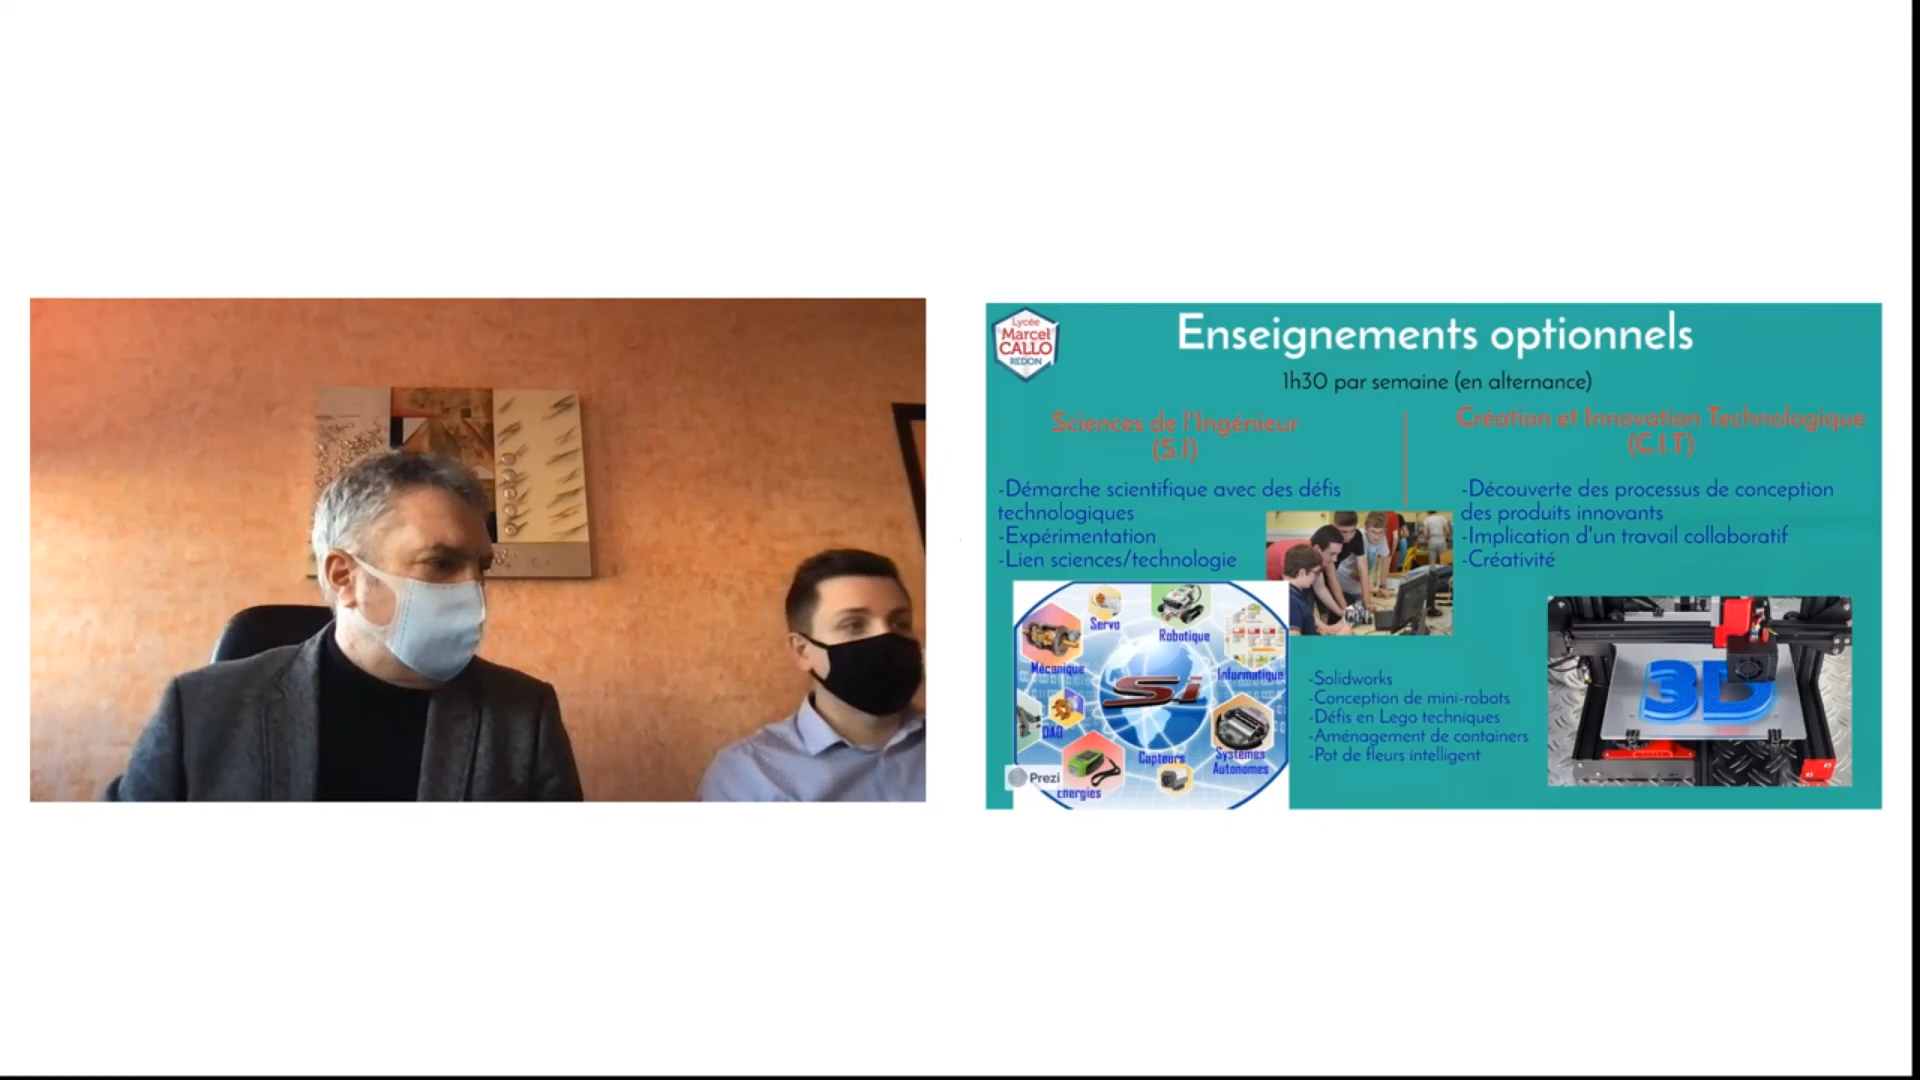 Lycée
Marcel
CALLO
REDON
Enseignements optionnels
1h30 par semaine (en alternance)
Sciences de l'Ingénieur
(S.I)
-Démarche scientifique avec des défis
technologiques
-Expérimentation
-Lien sciences/technologie
Création et Innovation Technologique
(C.I.T)
-Découverte des processus de conception
des produits innovants
-Implication d'un travail collaboratif
-Créativité
Servo
Robotique
Mécanique
Informatique
Si
DAO
Capteurs
Systèmes
Autonomes
Prezi
Energies
-Solidworks
-Conception de mini-robots
-Défis en Lego techniques
-Aménagement de containers
-Pot de fleurs intelligent
3D